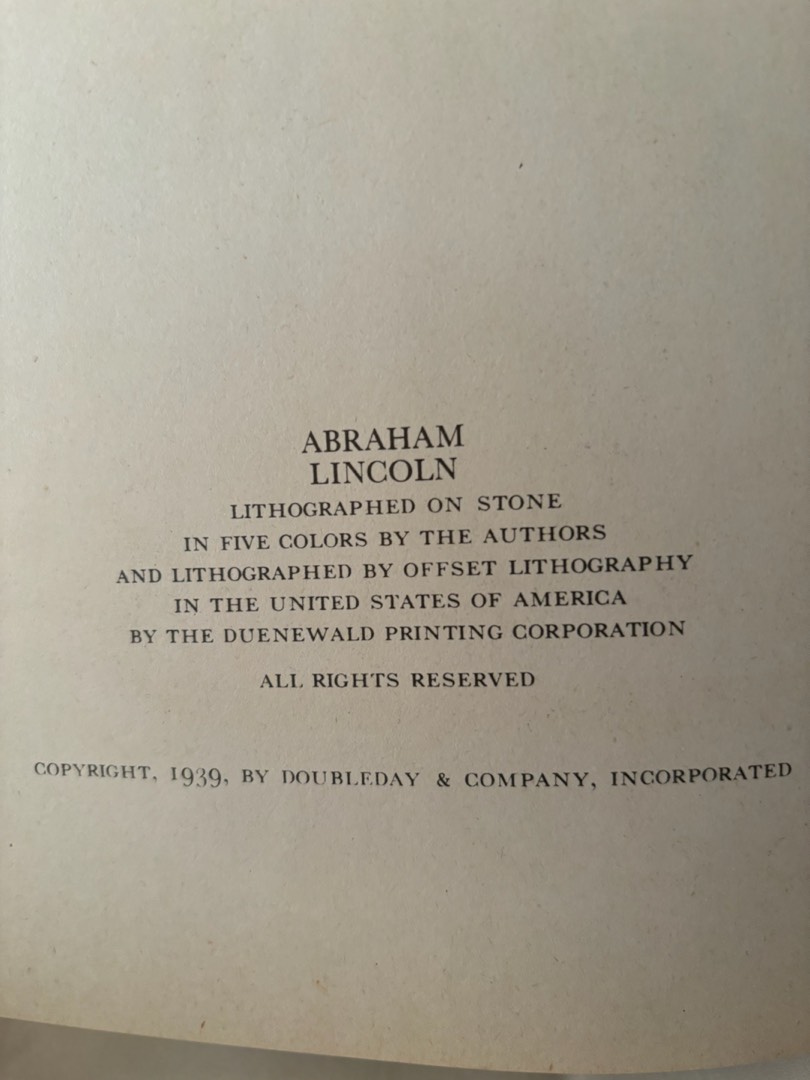 ABRAHAM
LINCOLN
LITHOGRAPHED ON STONE
IN FIVE COLORS BY THE AUTHORS
AND LITHOGRAPHED BY OFFSET LITHOGRAPHY
IN THE UNITED STATES OF AMERICA
BY THE DUENEWALD PRINTING CORPORATION
ALL RIGHTS RESERVED
COPYRIGHT, 1939, BY DOUBLEDAY & COMPANY, INCORPORATED